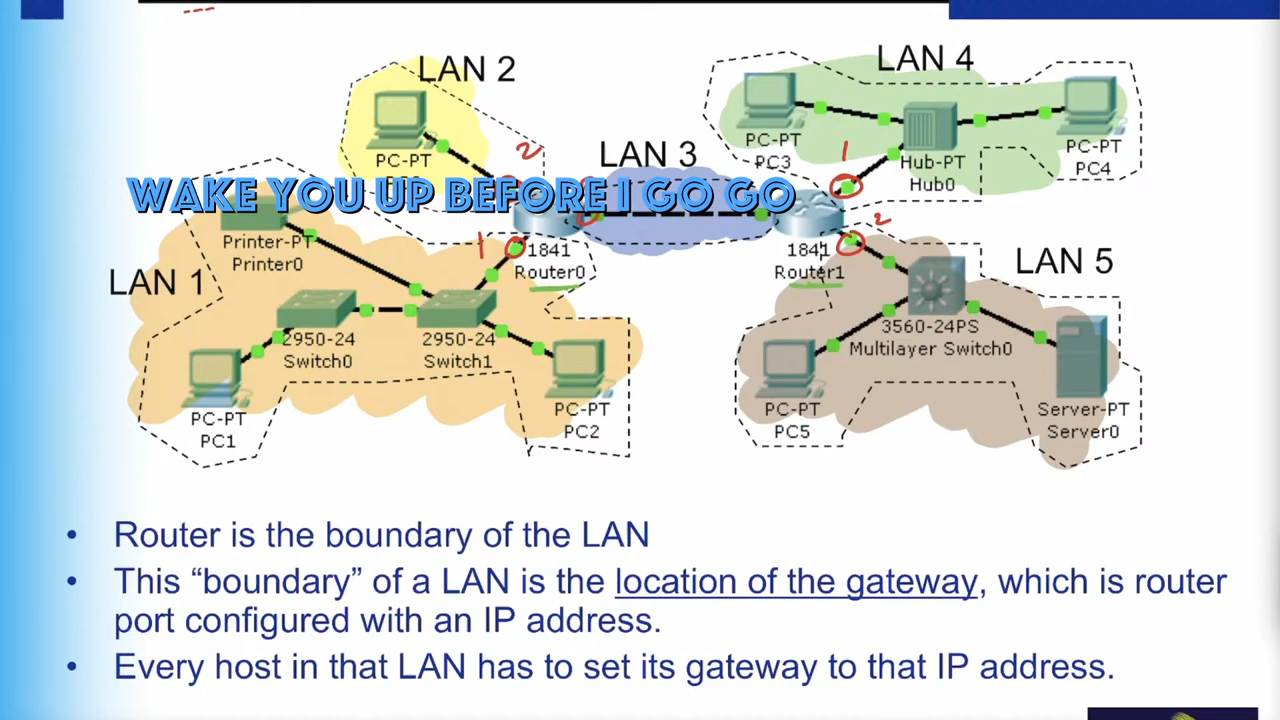 LAN 2
LAN 4
PC-PT
PC3
PC-PT
PC4
Hub-PT
Hub0
LAN 3
PC-PT
2
1
WAKE YOU UP BEFORE I GO GO
Printer-PT
Printer0
1
1841
Router0
1841
Router1
2
LAN 1
LAN 5
2950-24
Switch0
2950-24
Switch1
3560-24PS
Multilayer Switch0
PC-PT
PC1
PC-PT
PC2
PC-PT
PC5
Server-PT
Server0
• Router is the boundary of the LAN
• This “boundary” of a LAN is the location of the gateway, which is router
port configured with an IP address.
• Every host in that LAN has to set its gateway to that IP address.